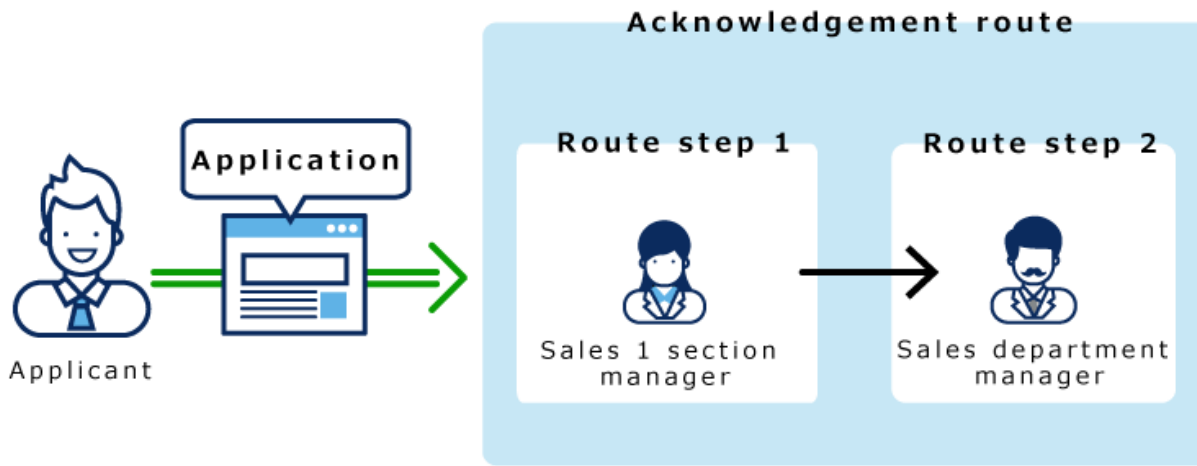 Acknowledgement route
Application
Route step 1
Route step 2
Applicant
Sales 1 section
manager
Sales department
manager